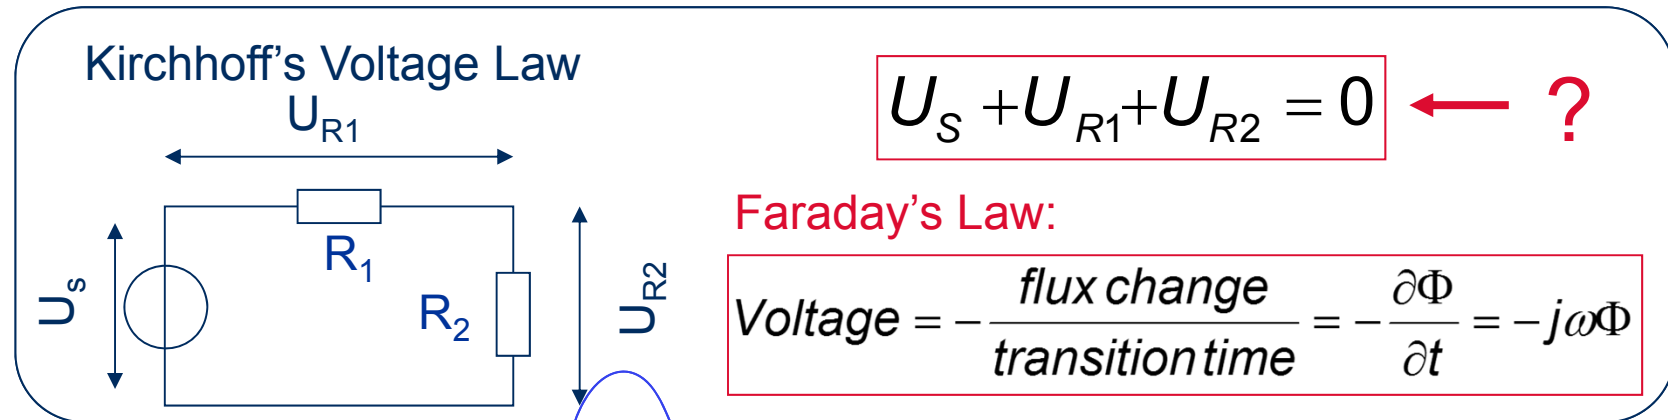 Kirchhoff's Voltage Law
U_R1
U_s
R_1
R_2
U_R2
U_S + U_R1 + U_R2 = 0 ← ?
Faraday's Law:
Voltage = − flux change / transition time = − ∂Φ / ∂t = − jωΦ